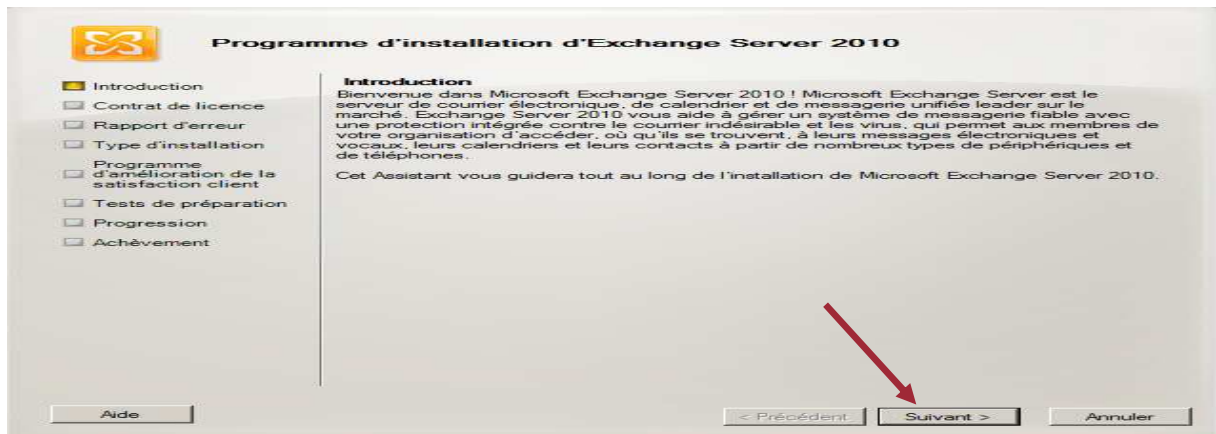 Programme d'installation d'Exchange Server 2010
Introduction
Contrat de licence
Rapport d'erreur
Type d'installation
Programme
d'amélioration de la
satisfaction client
Tests de préparation
Progression
Achèvement
Introduction
Bienvenue dans Microsoft Exchange Server 2010 ! Microsoft Exchange Server est le
serveur de courrier électronique, de calendrier et de messagerie unifiée leader sur le
marché. Exchange Server 2010 vous aide à gérer un système de messagerie fiable avec
une protection intégrée contre le courrier indésirable et les virus, qui permet aux membres de
votre organisation d'accéder, où qu'ils se trouvent, à leurs messages électroniques et
vocaux, leurs calendriers et leurs contacts à partir de nombreux types de périphériques et
de téléphones.
Cet Assistant vous guidera tout au long de l'installation de Microsoft Exchange Server 2010.
Aide
< Précédent
Suivant >
Annuler